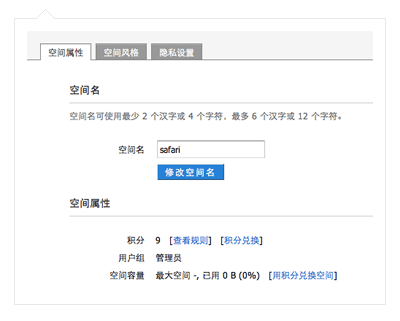 空间属性 空间风格 隐私设置
空间名
空间名可使用最少 2 个汉字或 4 个字符，最多 6 个汉字或 12 个字符。
空间名 safari
修改空间名
空间属性
积分 9 [查看规则] [积分兑换]
用户组 管理员
空间容量 最大空间 -, 已用 0 B (0%) [用积分兑换空间]